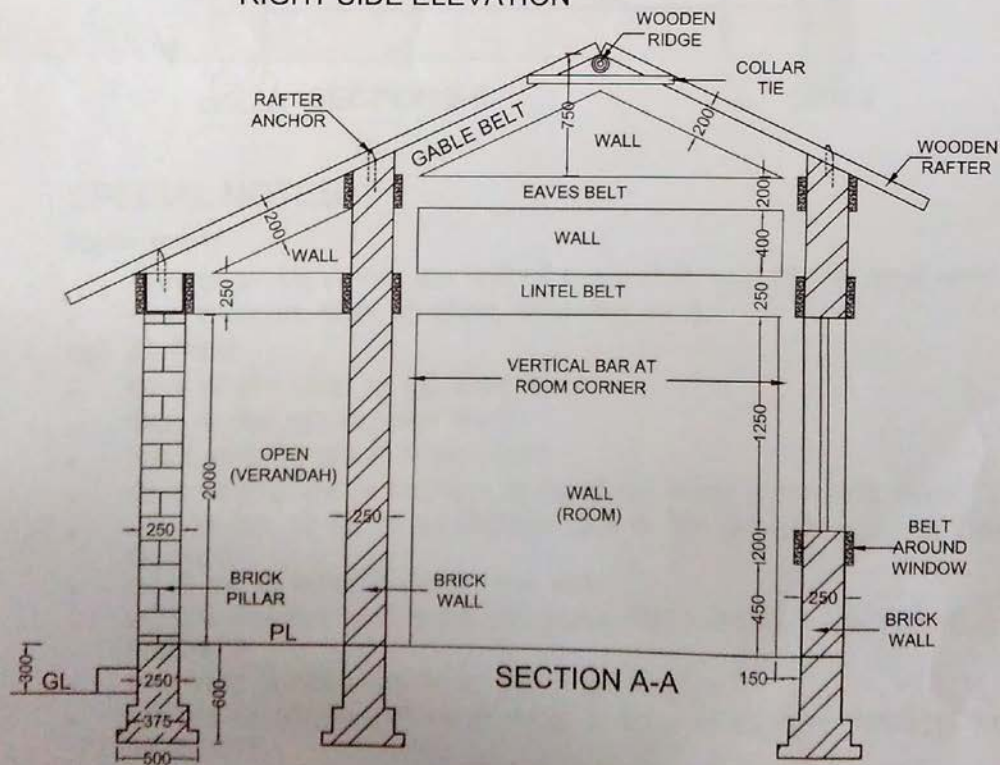 RIGHT SIDE ELEVATION
WOODEN
RIDGE
COLLAR
TIE
RAFTER
ANCHOR
GABLE BELT
750
WALL
200
WOODEN
RAFTER
EAVES BELT
200
200
WALL
WALL
400
250
LINTEL BELT
250
VERTICAL BAR AT
ROOM CORNER
1250
2000
OPEN
(VERANDAH)
WALL
(ROOM)
250
250
200
BELT
AROUND
WINDOW
BRICK
PILLAR
BRICK
WALL
450
250
BRICK
WALL
PL
300
GL
250
600
SECTION A-A
150
375
500